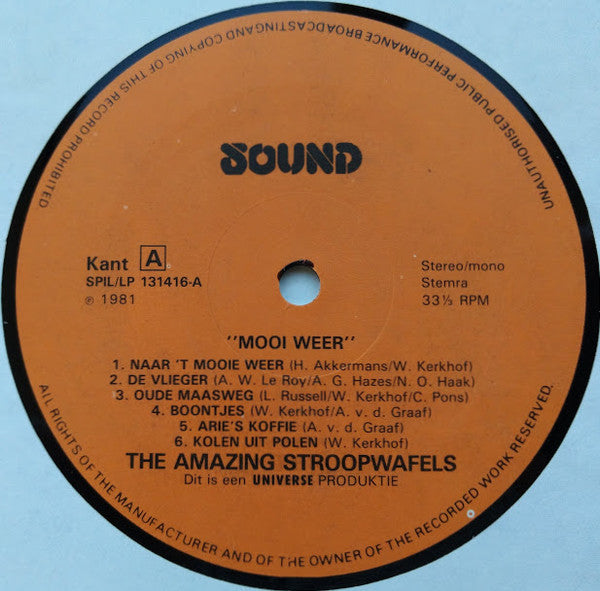 UNAUTHORISED PUBLIC PERFORMANCE BROADCASTING AND COPYING OF THIS RECORD PROHIBITED
SOUND
Kant A
SPIL/LP 131416-A
℗ 1981
Stereo/mono
Stemra
33⅓ RPM
"MOOI WEER"
1. NAAR 'T MOOIE WEER (H. Akkermans/W. Kerkhof)
2. DE VLIEGER (A. W. Le Roy/A. G. Hazes/N. O. Haak)
3. OUDE MAASWEG (L. Russell/W. Kerkhof/C. Pons)
4. BOONTJES (W. Kerkhof/A. v. d. Graaf)
5. ARIE'S KOFFIE (A. v. d. Graaf)
6. KOLEN UIT POLEN (W. Kerkhof)
THE AMAZING STROOPWAFELS
Dit is een UNIVERSE PRODUKTIE
ALL RIGHTS OF THE MANUFACTURER AND OF THE OWNER OF THE RECORDED WORK RESERVED.